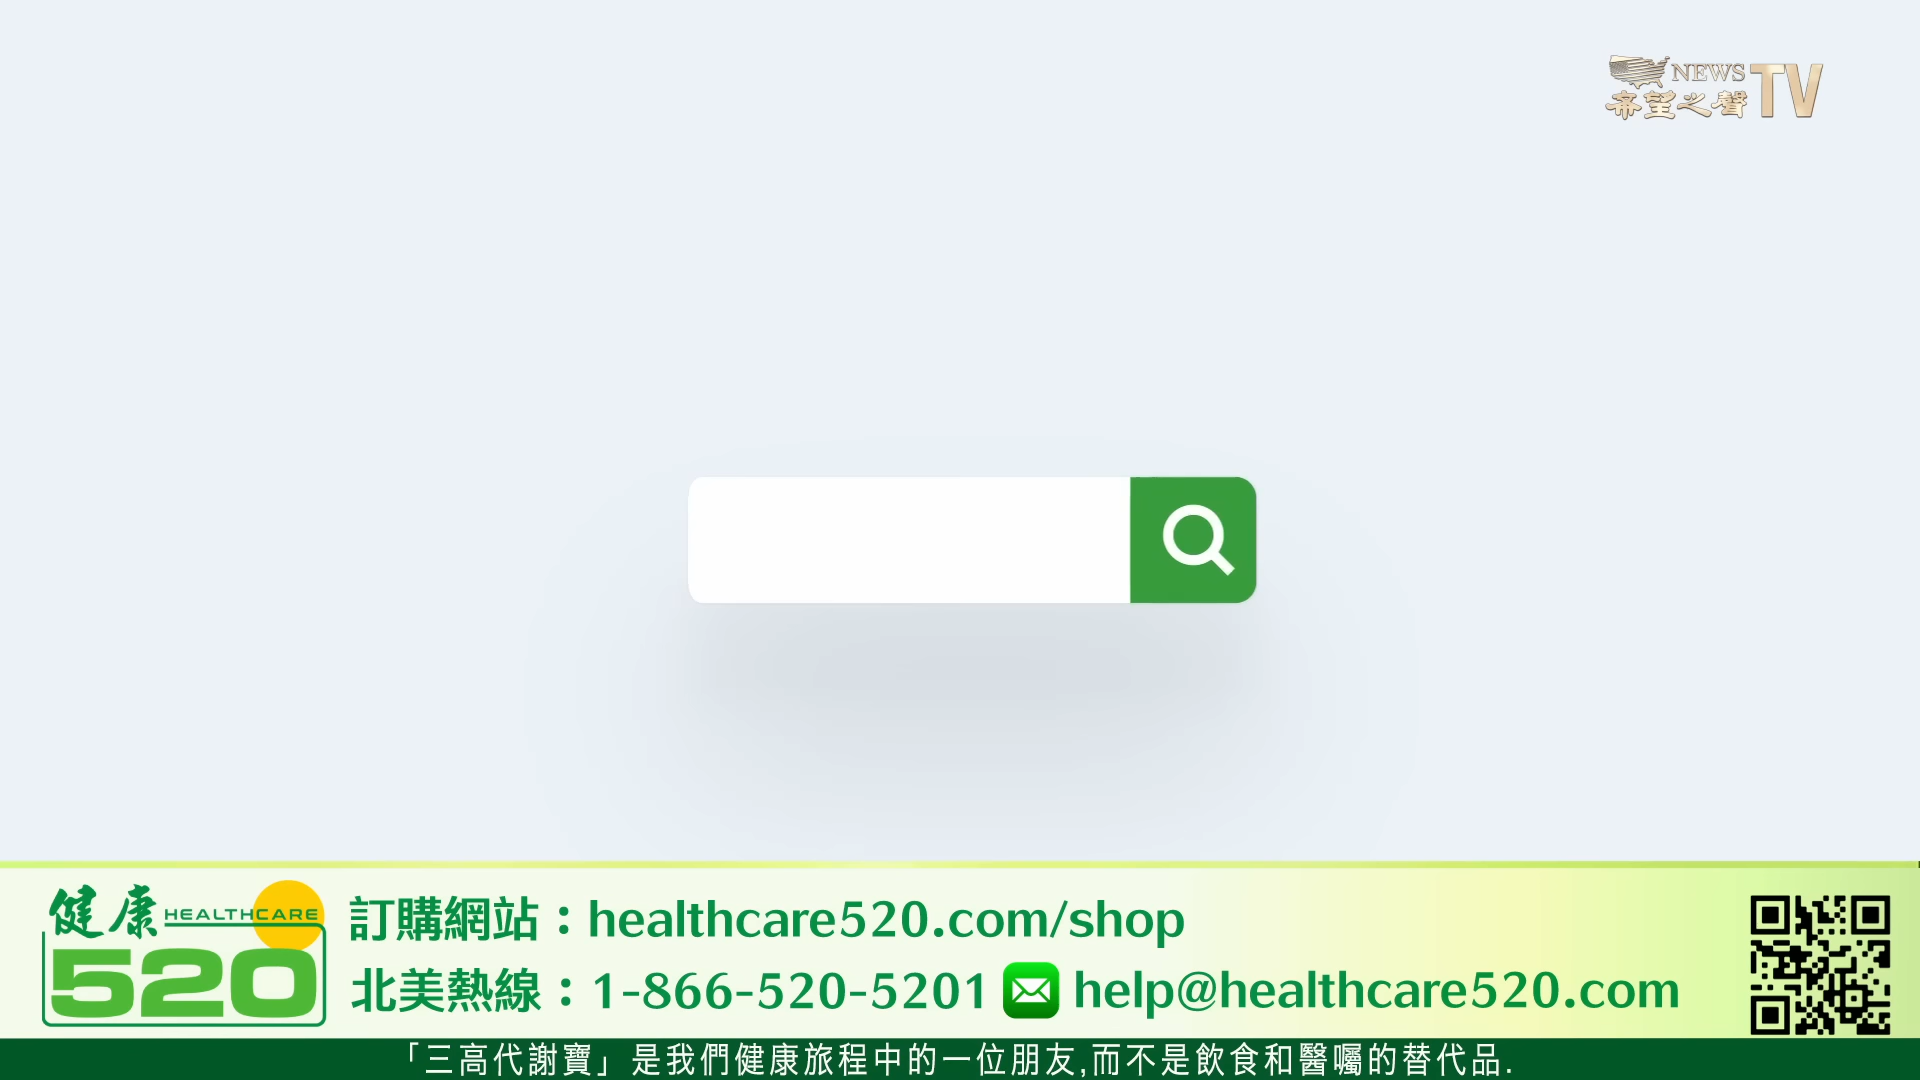 NEWS
希望之聲TV
健康 HEALTHCARE
520
訂購網站：healthcare520.com/shop
北美熱線：1-866-520-5201 help@healthcare520.com
「三高代謝寶」是我們健康旅程中的一位朋友,而不是飲食和醫囑的替代品.